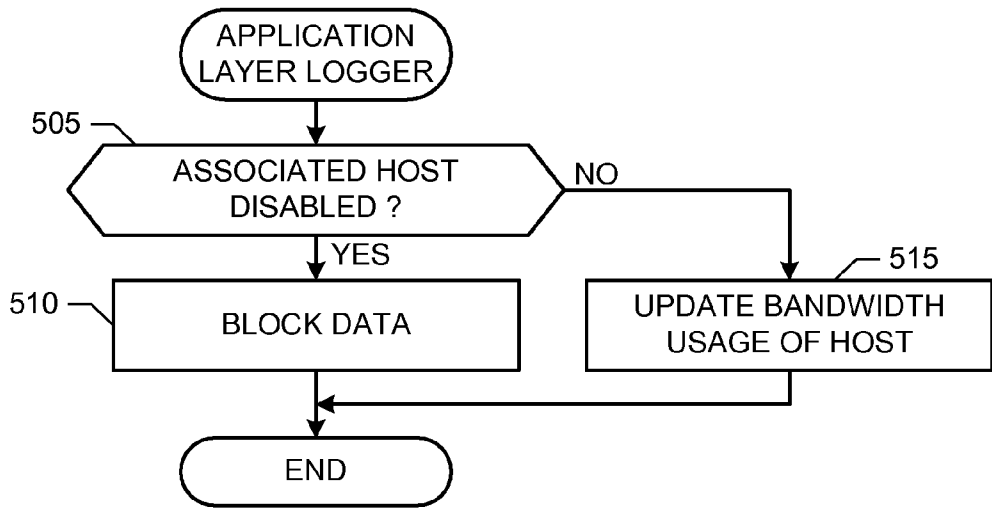 APPLICATION
LAYER LOGGER
505
ASSOCIATED HOST
DISABLED ?
NO
YES
510
BLOCK DATA
515
UPDATE BANDWIDTH
USAGE OF HOST
END